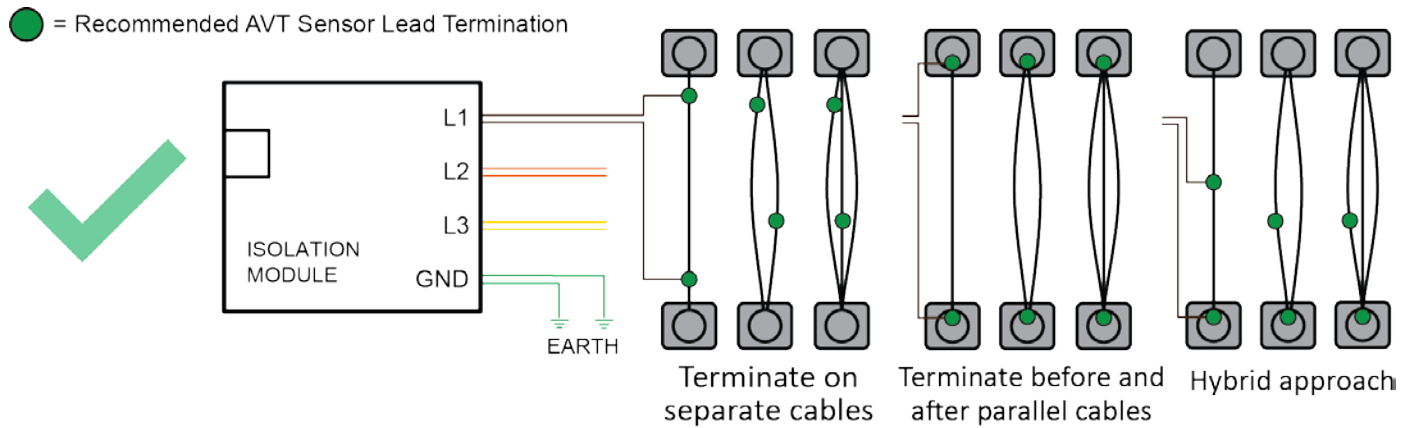 = Recommended AVT Sensor Lead Termination
L1
L2
L3
ISOLATION
MODULE
GND
EARTH
Terminate on
separate cables
Terminate before and
after parallel cables
Hybrid approach